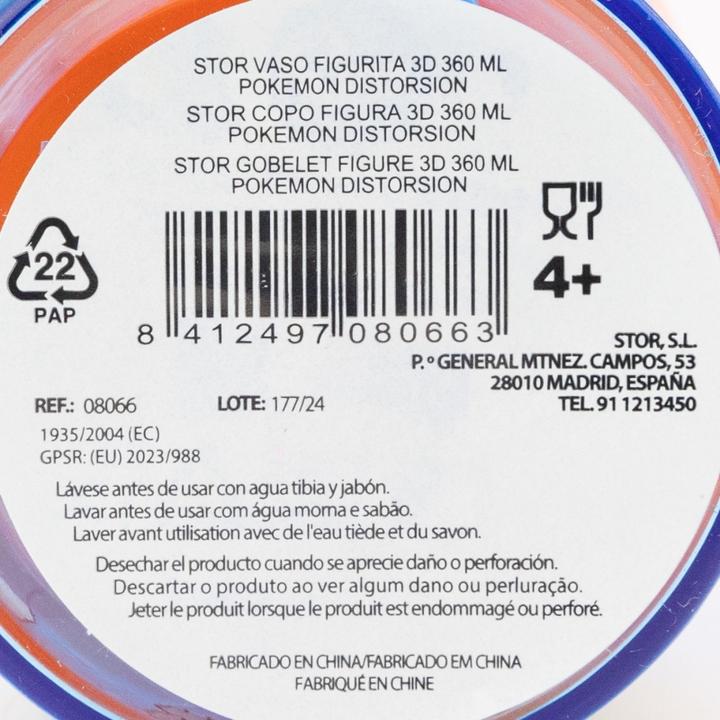 STOR VASO FIGURITA 3D 360 ML
POKEMON DISTORSION
STOR COPO FIGURA 3D 360 ML
POKEMON DISTORSION
STOR GOBELET FIGURE 3D 360 ML
POKEMON DISTORSION
22
PAP
8 412497 080663
4+
STOR, S.L.
P.º GENERAL MTNEZ. CAMPOS, 53
28010 MADRID, ESPAÑA
TEL. 91 1213450
REF.: 08066 LOTE: 177/24
1935/2004 (EC)
GPSR: (EU) 2023/988
Lávese antes de usar con agua tibia y jabón.
Lavar antes de usar com água morna e sabão.
Laver avant utilisation avec de l'eau tiède et du savon.
Desechar el producto cuando se aprecie daño o perforación.
Descartar o produto ao ver algum dano ou perluração.
Jeter le produit lorsque le produit est endommagé ou perforé.
FABRICADO EN CHINA/FABRICADO EM CHINA
FABRIQUÉ EN CHINE